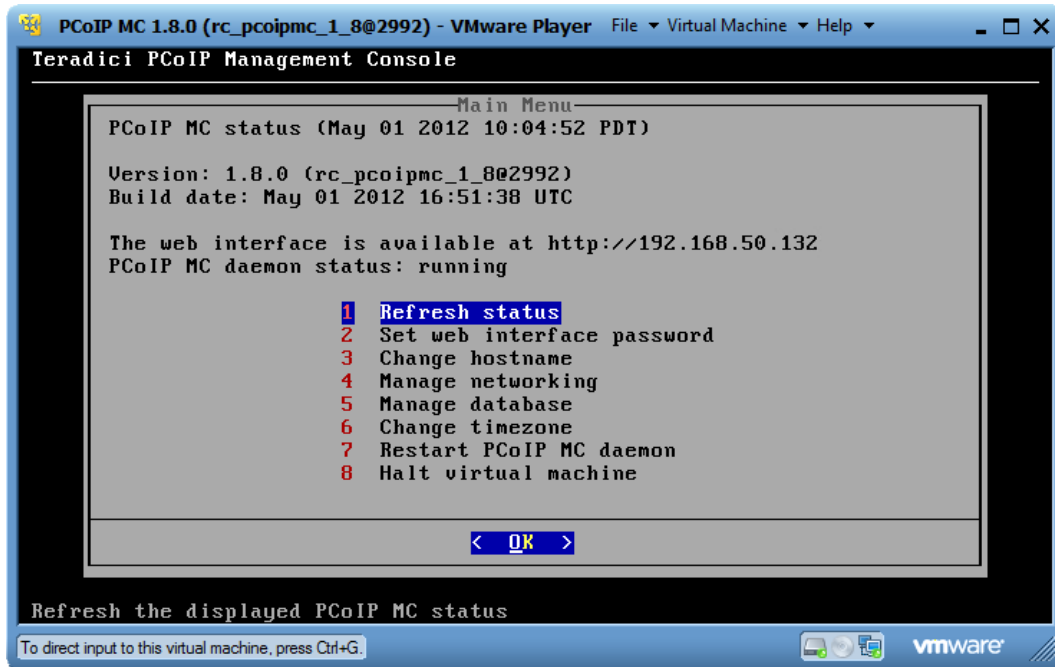 PCoIP MC 1.8.0 (rc_pcoipmc_1_8@2992) - VMware Player File Virtual Machine Help
Teradici PCoIP Management Console
Main Menu
PCoIP MC status (May 01 2012 10:04:52 PDT)
Version: 1.8.0 (rc_pcoipmc_1_8@2992)
Build date: May 01 2012 16:51:38 UTC
The web interface is available at http://192.168.50.132
PCoIP MC daemon status: running
1 Refresh status
2 Set web interface password
3 Change hostname
4 Manage networking
5 Manage database
6 Change timezone
7 Restart PCoIP MC daemon
8 Halt virtual machine
< OK >
Refresh the displayed PCoIP MC status
To direct input to this virtual machine, press Ctrl+G. vmware